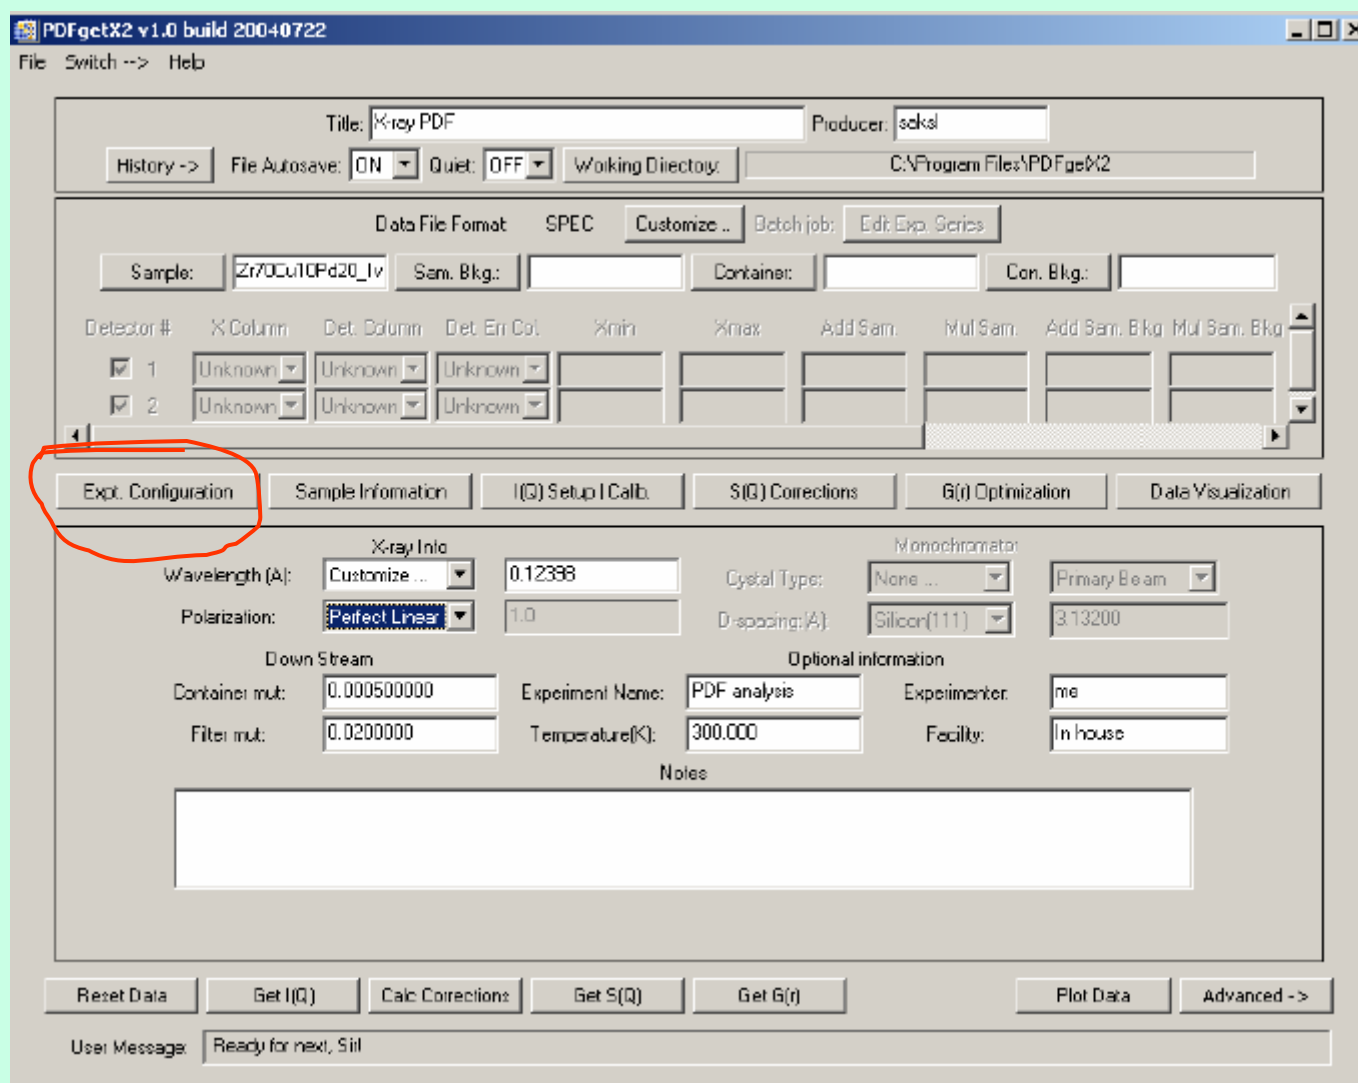 PDFgetX2 v1.0 build 20040722
File Switch --> Help
Title: X-ray PDF Producer: saksl
History -> File Autosave: ON Quiet: OFF Working Directory: C:\Program Files\PDFgetX2
Data File Format SPEC Customize .. Batch job: Edit Exp. Series
Sample: Zr70Cu10Pd20_lv Sam. Bkg.: Container: Con. Bkg.:
Detector # X Column Det. Column Det. Err Col. Xmin Xmax Add Sam. Mul Sam. Add Sam. Bkg Mul Sam. Bkg
1 Unknown Unknown Unknown
2 Unknown Unknown Unknown
Expt. Configuration Sample Information I(Q) Setup I Calib. S(Q) Corrections G(r) Optimization Data Visualization
X-ray Info Monochromator
Wavelength (A): Customize ... 0.12398 Cystal Type: None ... Primary Beam
Polarization: Perfect Linear 1.0 D-spacing:(A): Silicon(111) 3.13200
Down Stream Optional information
Container mut: 0.000500000 Experiment Name: PDF analysis Experimenter: me
Filter mut: 0.0200000 Temperature(K): 300.000 Facility: In house
Notes
Reset Data Get I(Q) Calc Corrections Get S(Q) Get G(r) Plot Data Advanced ->
User Message: Ready for next, Sir!